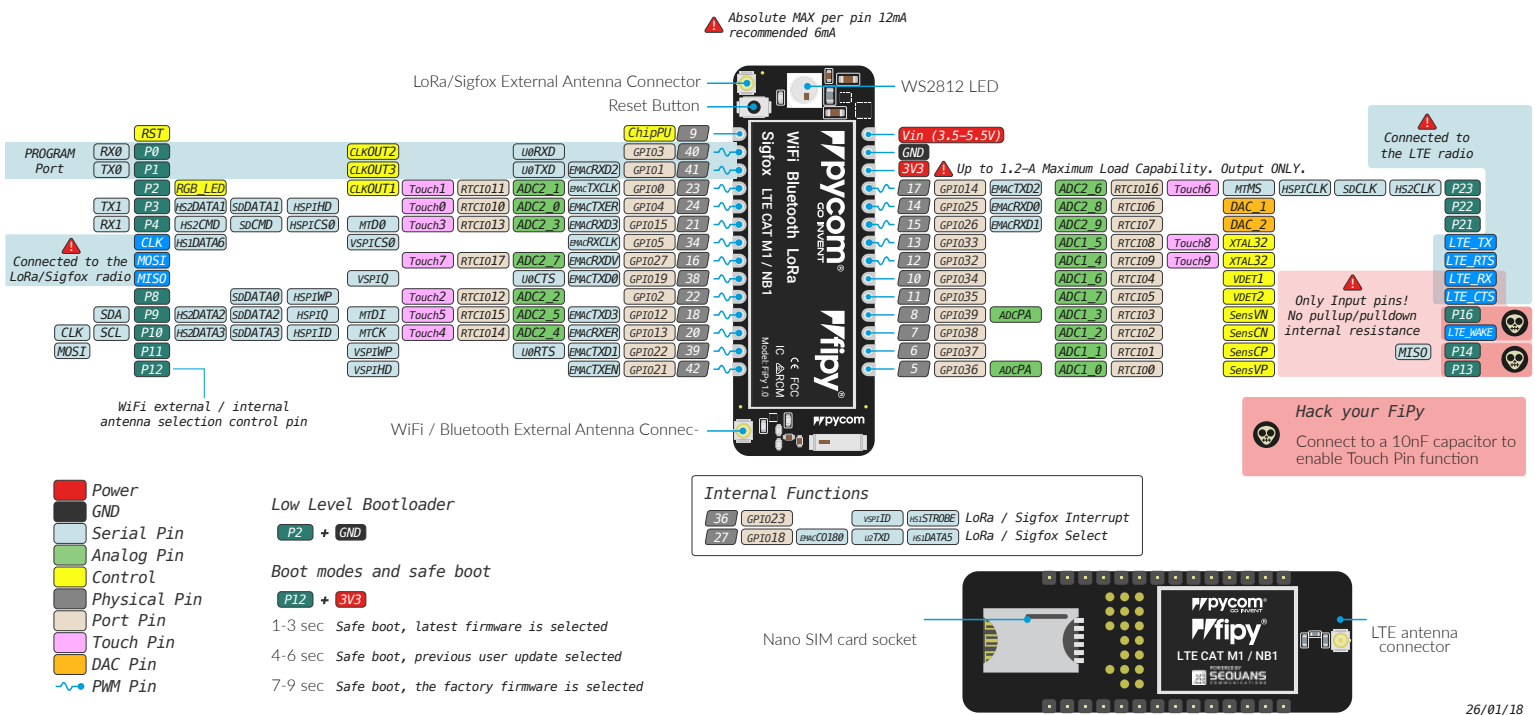 Absolute MAX per pin 12mA
recommended 6mA
LoRa/Sigfox External Antenna Connector
WS2812 LED
Reset Button
RST ChipPU 9
Vin (3.5–5.5V)
Connected to
the LTE radio
PROGRAM
Port
RX0 P0 CLKOUT2 U0RXD GPIO3 40
GND
TX0 P1 CLKOUT3 U0TXD EMACRXD2 GPIO1 41
3V3 Up to 1.2–A Maximum Load Capability. Output ONLY.
P2 RGB_LED CLKOUT1 Touch1 RTCIO11 ADC2_1 EMACTXCLK GPIO0 23
17 GPIO14 EMACTXD2 ADC2_6 RTCIO16 Touch6 MTMS HSPICLK SDCLK HS2CLK P23
TX1 P3 HS2DATA1 SDDATA1 HSPIHD Touch0 RTCIO10 ADC2_0 EMACTXER GPIO4 24
14 GPIO25 EMACRXD0 ADC2_8 RTCIO6 DAC_1 P22
RX1 P4 HS2CMD SDCMD HSPICS0 MTD0 Touch3 RTCIO13 ADC2_3 EMACRXD3 GPIO15 21
15 GPIO26 EMACRXD1 ADC2_9 RTCIO7 DAC_2 P21
Connected to the
LoRa/Sigfox radio
CLK HS1DATA6 VSPICS0 EMACRXCLK GPIO5 34
13 GPIO33 ADC1_5 RTCIO8 Touch8 XTAL32 LTE_TX
MOSI Touch7 RTCIO17 ADC2_7 EMACRXDV GPIO27 16
12 GPIO32 ADC1_4 RTCIO9 Touch9 XTAL32 LTE_RTS
MISO VSPIQ U0CTS EMACTXD0 GPIO19 38
10 GPIO34 ADC1_6 RTCIO4 VDET1 LTE_RX
P8 SDDATA0 HSPIWP Touch2 RTCIO12 ADC2_2 GPIO2 22
11 GPIO35 ADC1_7 RTCIO5 VDET2 LTE_CTS
SDA P9 HS2DATA2 SDDATA2 HSPIQ MTDI Touch5 RTCIO15 ADC2_5 EMACTXD3 GPIO12 18
8 GPIO39 ADCPA ADC1_3 RTCIO3 SensVN P16
CLK SCL P10 HS2DATA3 SDDATA3 HSPIID MTCK Touch4 RTCIO14 ADC2_4 EMACRXER GPIO13 20
7 GPIO38 ADC1_2 RTCIO2 SensCN LTE_WAKE
MOSI P11 VSPIWP U0RTS EMACTXD1 GPIO22 39
6 GPIO37 ADC1_1 RTCIO1 SensCP MISO P14
P12 VSPIHD EMACTXEN GPIO21 42
5 GPIO36 ADCPA ADC1_0 RTCIO0 SensVP P13
Only Input pins!
No pullup/pulldown
internal resistance
pycom
GO INVENT
WiFi Bluetooth LoRa
Sigfox LTE CAT M1 / NB1
fipy
CE FCC
IC RCM
Model: FiPy 1.0
pycom
WiFi external / internal
antenna selection control pin
WiFi / Bluetooth External Antenna Connec-
Hack your FiPy
Connect to a 10nF capacitor to
enable Touch Pin function
Power
GND
Serial Pin
Analog Pin
Control
Physical Pin
Port Pin
Touch Pin
DAC Pin
PWM Pin
Low Level Bootloader
P2 + GND
Boot modes and safe boot
P12 + 3V3
1-3 sec Safe boot, latest firmware is selected
4-6 sec Safe boot, previous user update selected
7-9 sec Safe boot, the factory firmware is selected
Internal Functions
36 GPIO23 VSPIID HS1STROBE LoRa / Sigfox Interrupt
27 GPIO18 EMACCO180 U2TXD HS1DATA5 LoRa / Sigfox Select
Nano SIM card socket
pycom
GO INVENT
fipy
LTE CAT M1 / NB1
POWERED BY
SEQUANS
COMMUNICATIONS
LTE antenna
connector
26/01/18